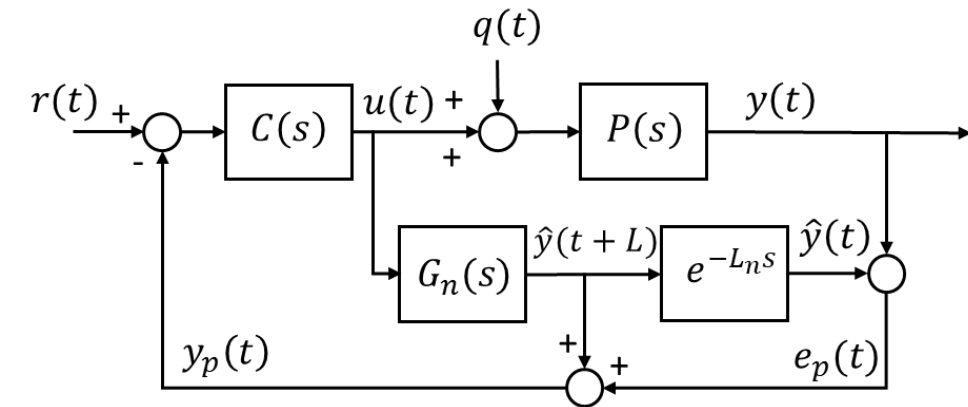 q(t)
r(t) + C(s) u(t) + P(s) y(t)
- +
G_n(s) ŷ(t + L) e^{-L_n s} ŷ(t)
y_p(t) + + e_p(t)